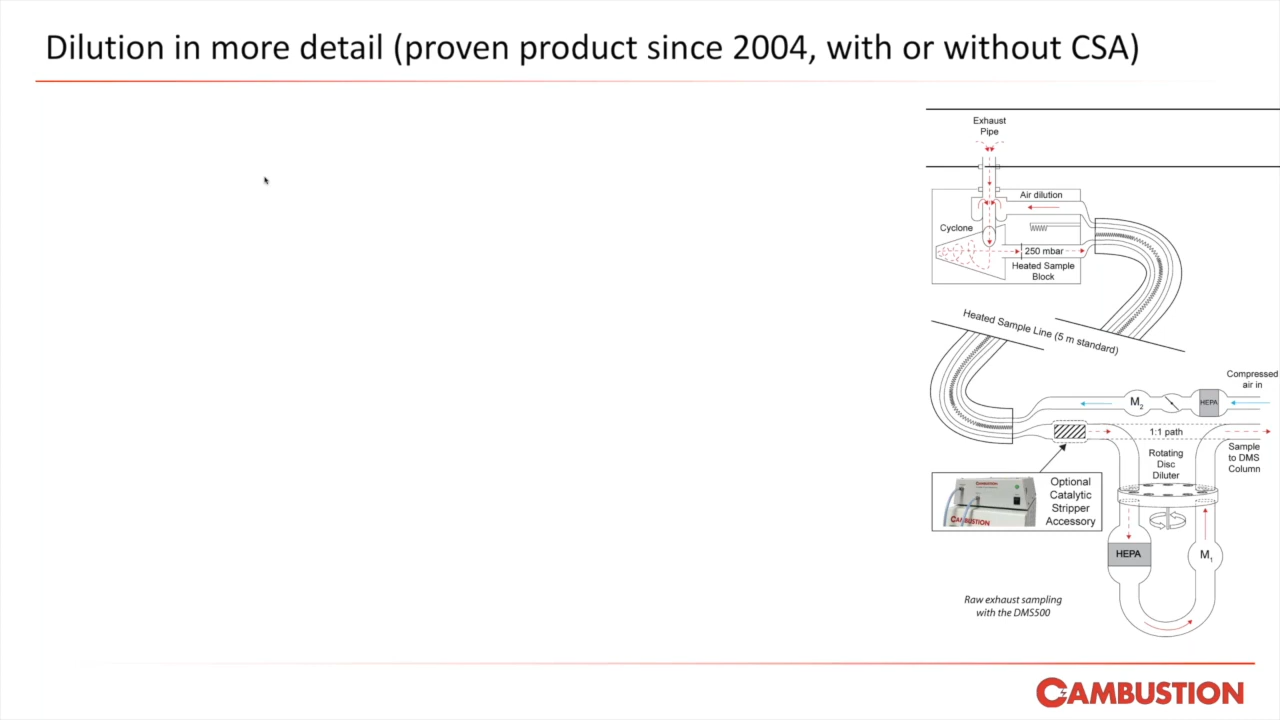 Dilution in more detail (proven product since 2004, with or without CSA)
Exhaust
Pipe
Air dilution
Cyclone
250 mbar
Heated Sample
Block
Heated Sample Line (5 m standard)
Compressed
air in
M2
HEPA
1:1 path
Sample
to DMS
Column
Rotating
Disc
Diluter
Optional
Catalytic
Stripper
Accessory
CAMBUSTION
CAMBUSTION
HEPA
M1
Raw exhaust sampling
with the DMS500
CAMBUSTION